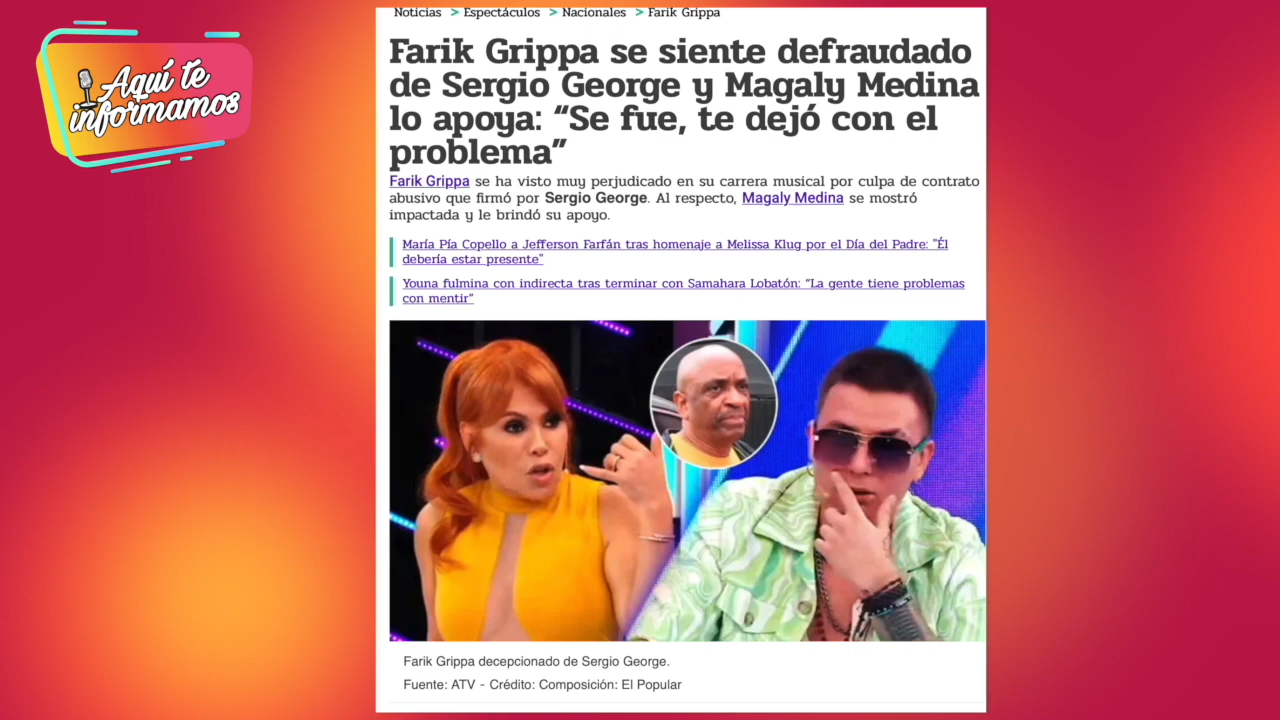 Aquí te
informamos
Noticias > Espectáculos > Nacionales > Farik Grippa
Farik Grippa se siente defraudado
de Sergio George y Magaly Medina
lo apoya: “Se fue, te dejó con el
problema”
Farik Grippa se ha visto muy perjudicado en su carrera musical por culpa de contrato
abusivo que firmó por Sergio George. Al respecto, Magaly Medina se mostró
impactada y le brindó su apoyo.
María Pía Copello a Jefferson Farfán tras homenaje a Melissa Klug por el Día del Padre: "Él
debería estar presente"
Youna fulmina con indirecta tras terminar con Samahara Lobatón: “La gente tiene problemas
con mentir”
Farik Grippa decepcionado de Sergio George.
Fuente: ATV - Crédito: Composición: El Popular